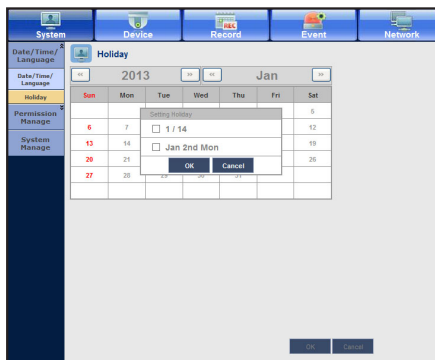 REC
System Device Record Event Network
Date/Time/
Language
Holiday
Date/Time/
Language
« 2013 » « Jan »
Holiday
Sun Mon Tue Wed Thu Fri Sat
Permission
Manage
Setting Holiday
1 / 14
Jan 2nd Mon
OK Cancel
6 7 12
System
Manage
13 14 19
20 21 26
27 28
OK Cancel